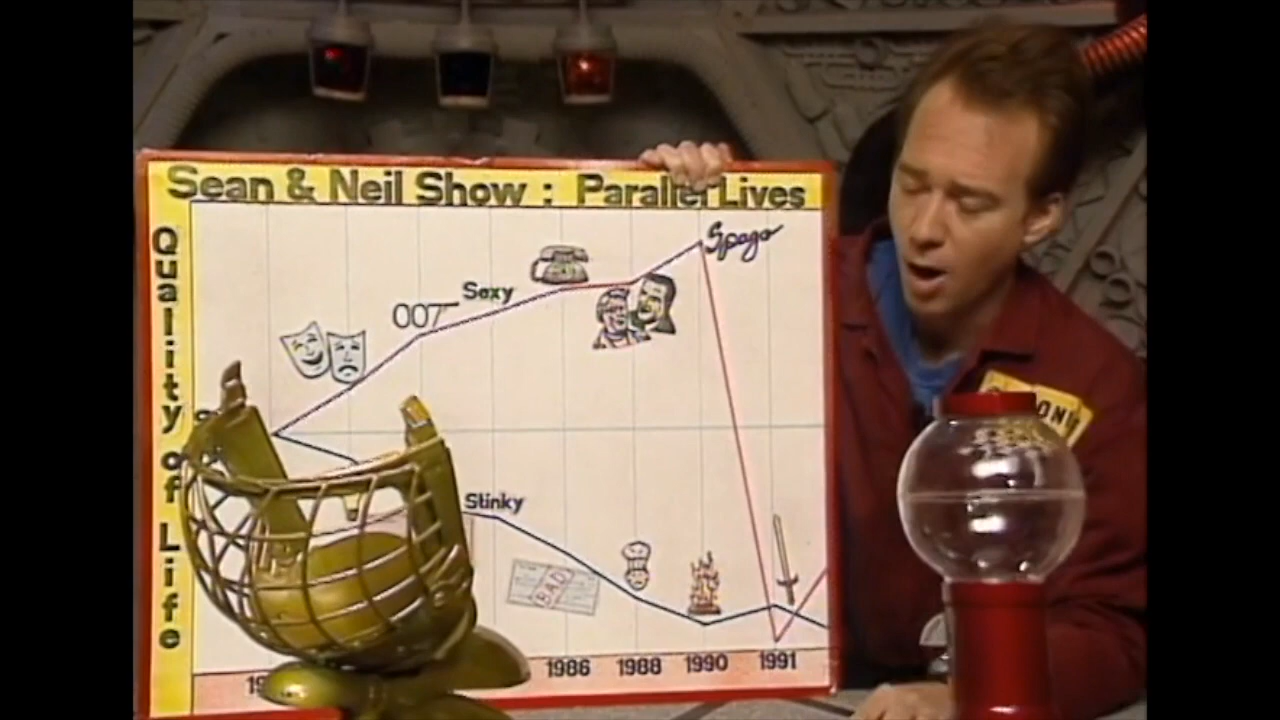 Sean & Neil Show : Parallel Lives
Quality of Life
Spago
Sexy
007
Stinky
BAD
1986 1988 1990 1991